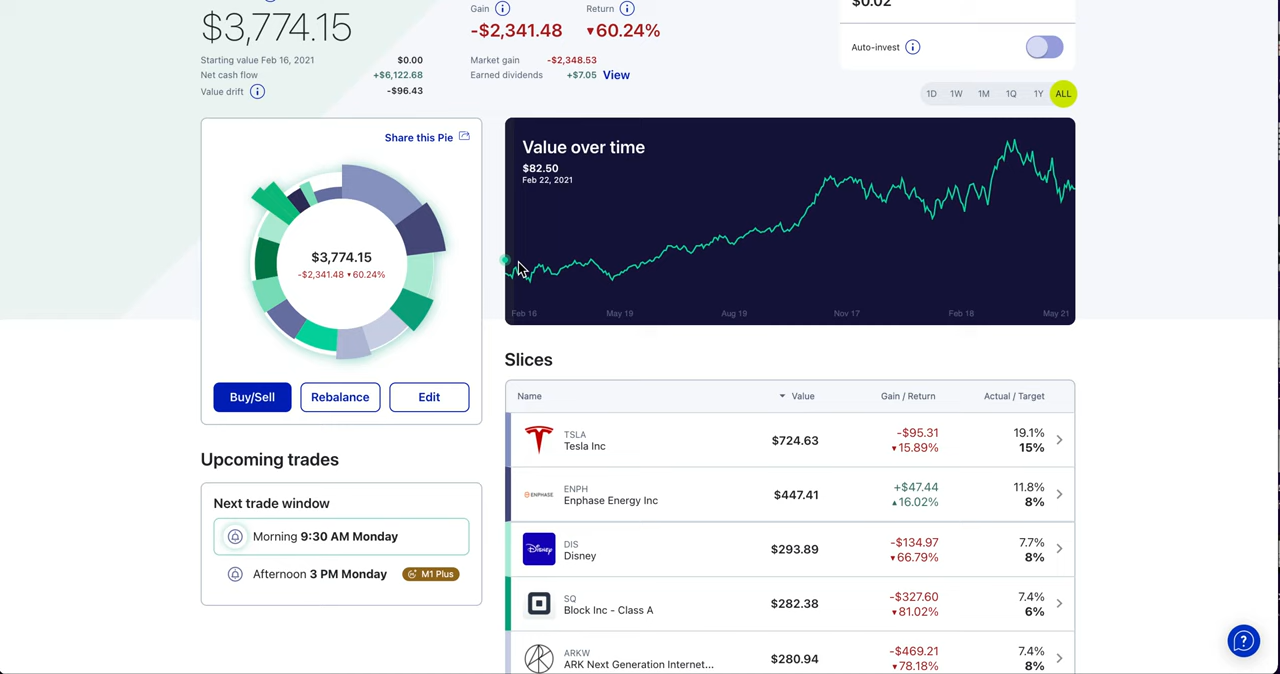 $3,774.15
Starting value Feb 16, 2021 $0.00
Net cash flow +$6,122.68
Value drift -$96.43
Gain Return
-$2,341.48 ▼60.24%
Market gain -$2,348.53
Earned dividends +$7.05 View
$0.02
Auto-invest
1D 1W 1M 1Q 1Y ALL
Share this Pie
$3,774.15
-$2,341.48 ▼60.24%
Buy/Sell Rebalance Edit
Value over time
$82.50
Feb 22, 2021
Feb 16 May 19 Aug 19 Nov 17 Feb 18 May 21
Upcoming trades
Next trade window
Morning 9:30 AM Monday
Afternoon 3 PM Monday M1 Plus
Slices
Name Value Gain / Return Actual / Target
TSLA
Tesla Inc
$724.63
-$95.31
▼15.89%
19.1%
15%
ENPHASE
ENPH
Enphase Energy Inc
$447.41
+$47.44
▲16.02%
11.8%
8%
Disney
DIS
Disney
$293.89
-$134.97
▼66.79%
7.7%
8%
SQ
Block Inc - Class A
$282.38
-$327.60
▼81.02%
7.4%
6%
ARKW
ARK Next Generation Internet...
$280.94
-$469.21
▼78.18%
7.4%
8%